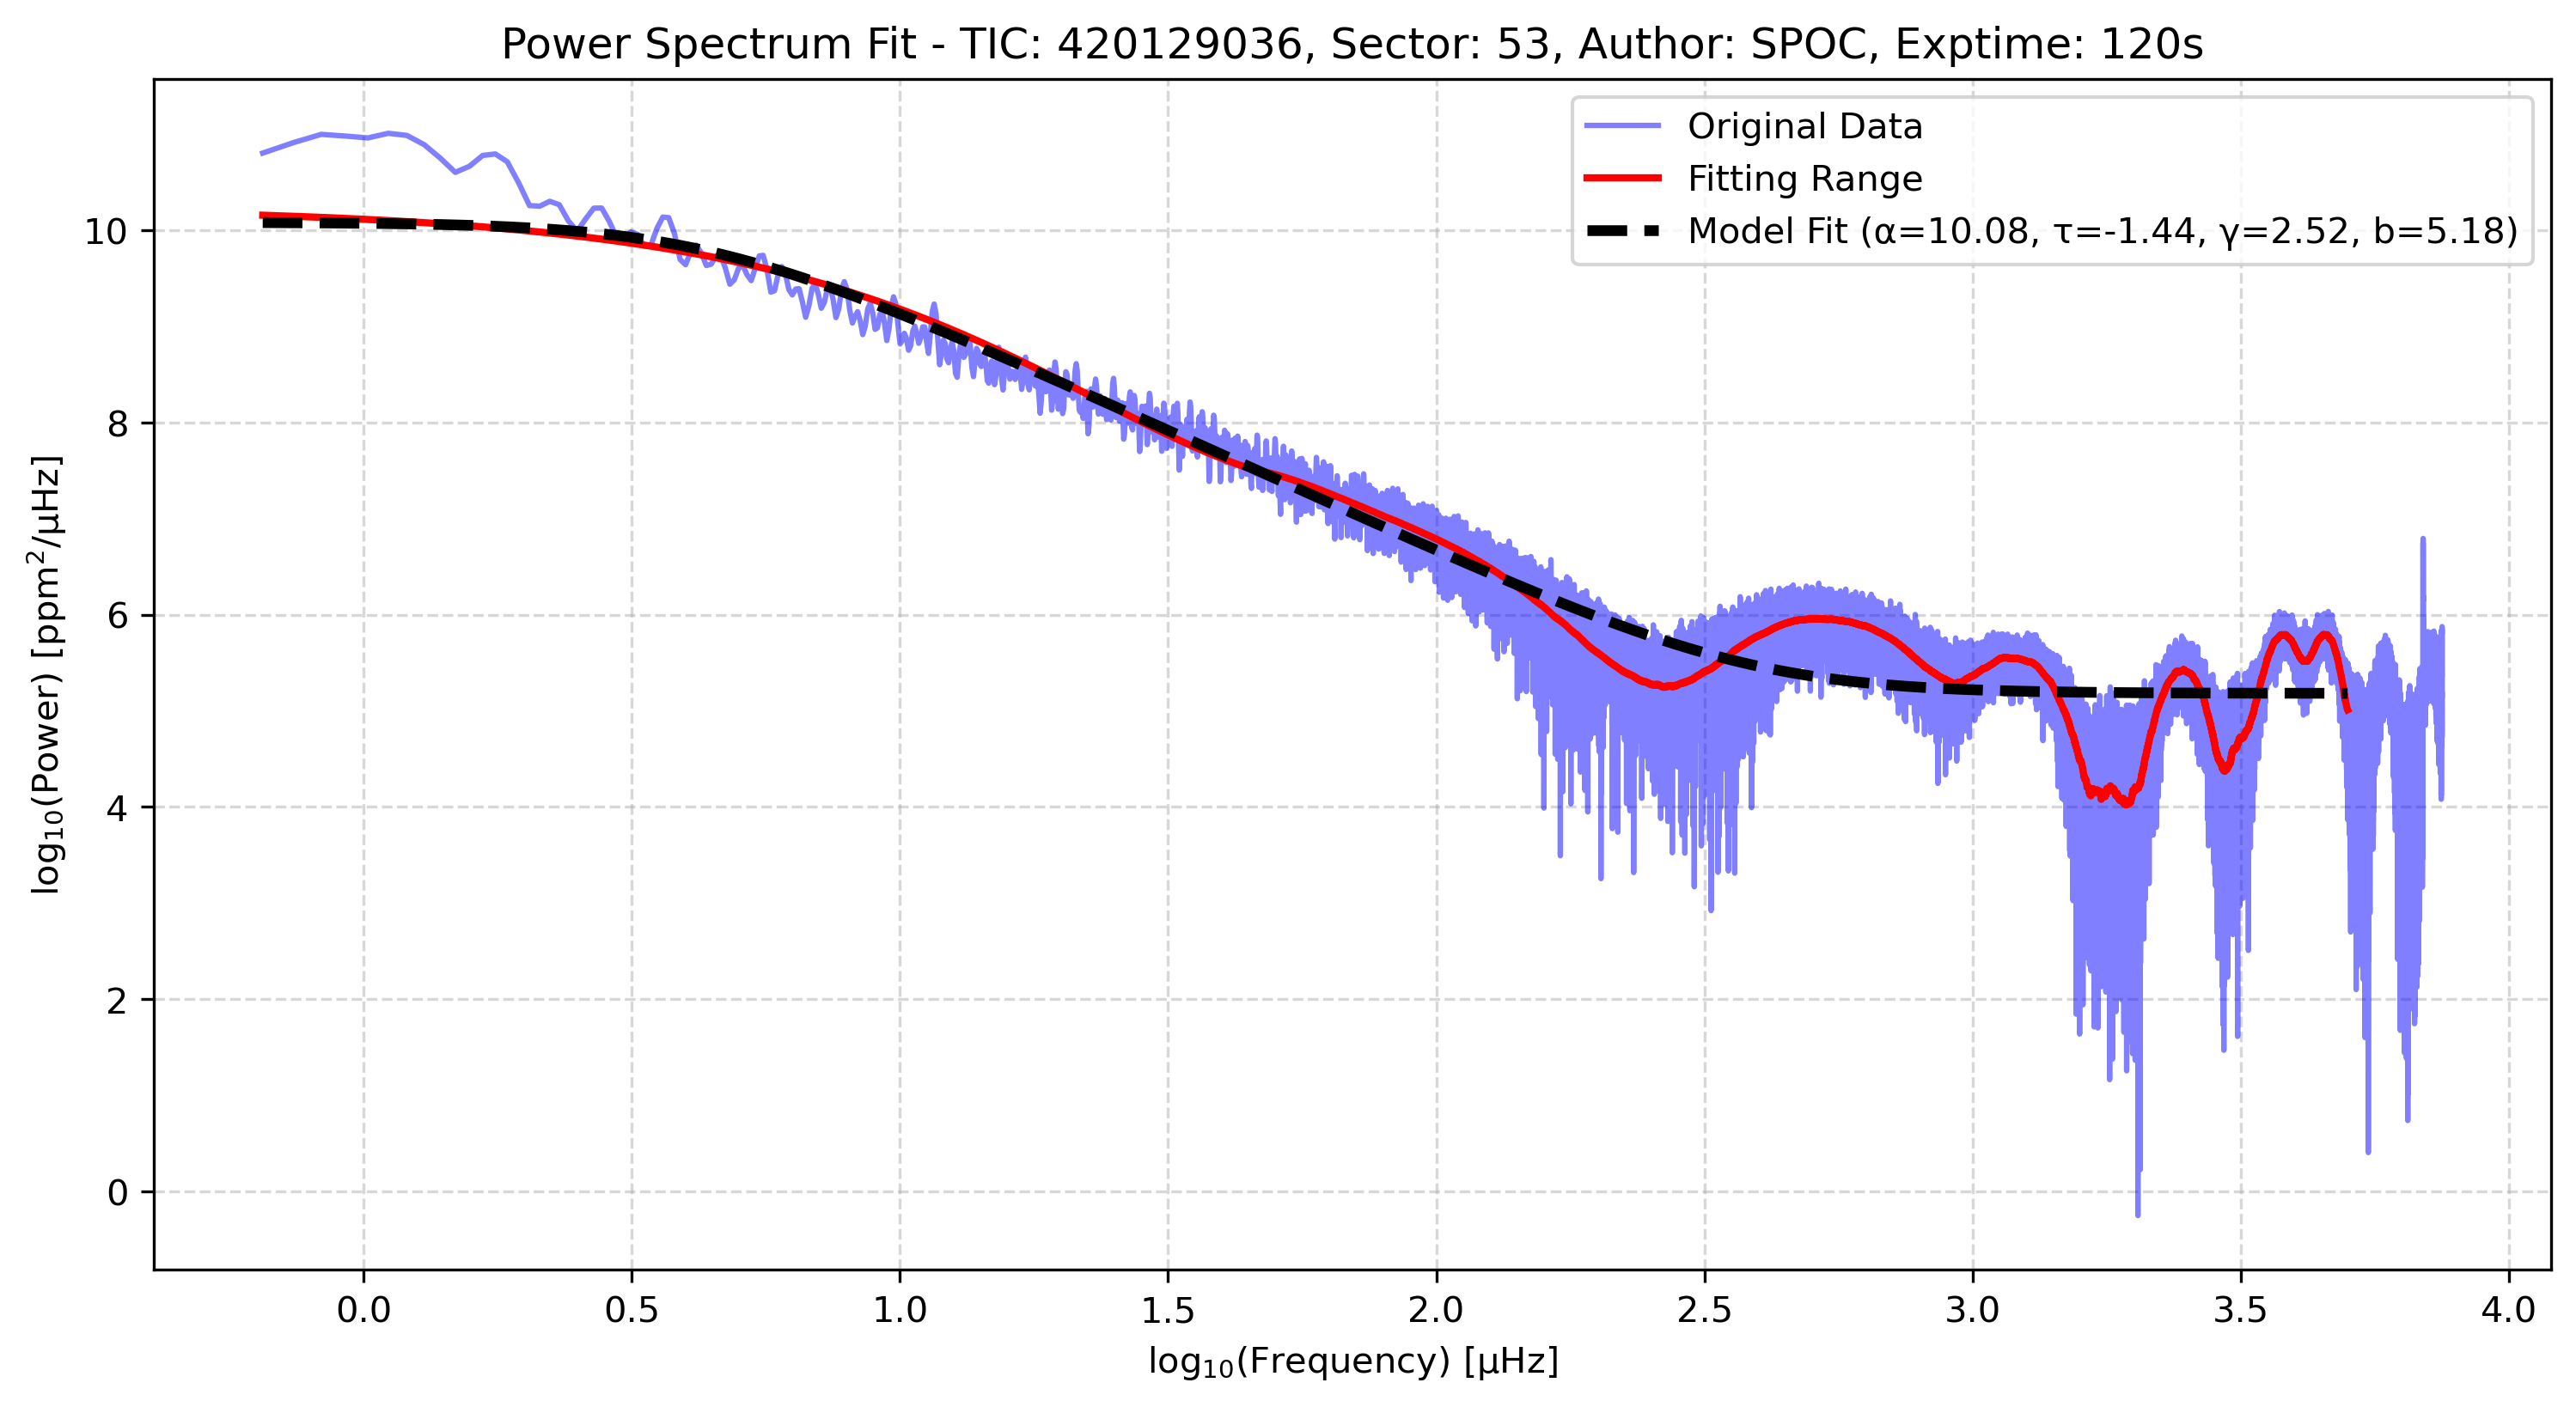 Power Spectrum Fit - TIC: 420129036, Sector: 53, Author: SPOC, Exptime: 120s
Original Data
Fitting Range
Model Fit (α=10.08, τ=-1.44, γ=2.52, b=5.18)
log₁₀(Power) [ppm²/μHz]
10
8
6
4
2
0
0.0 0.5 1.0 1.5 2.0 2.5 3.0 3.5 4.0
log₁₀(Frequency) [μHz]